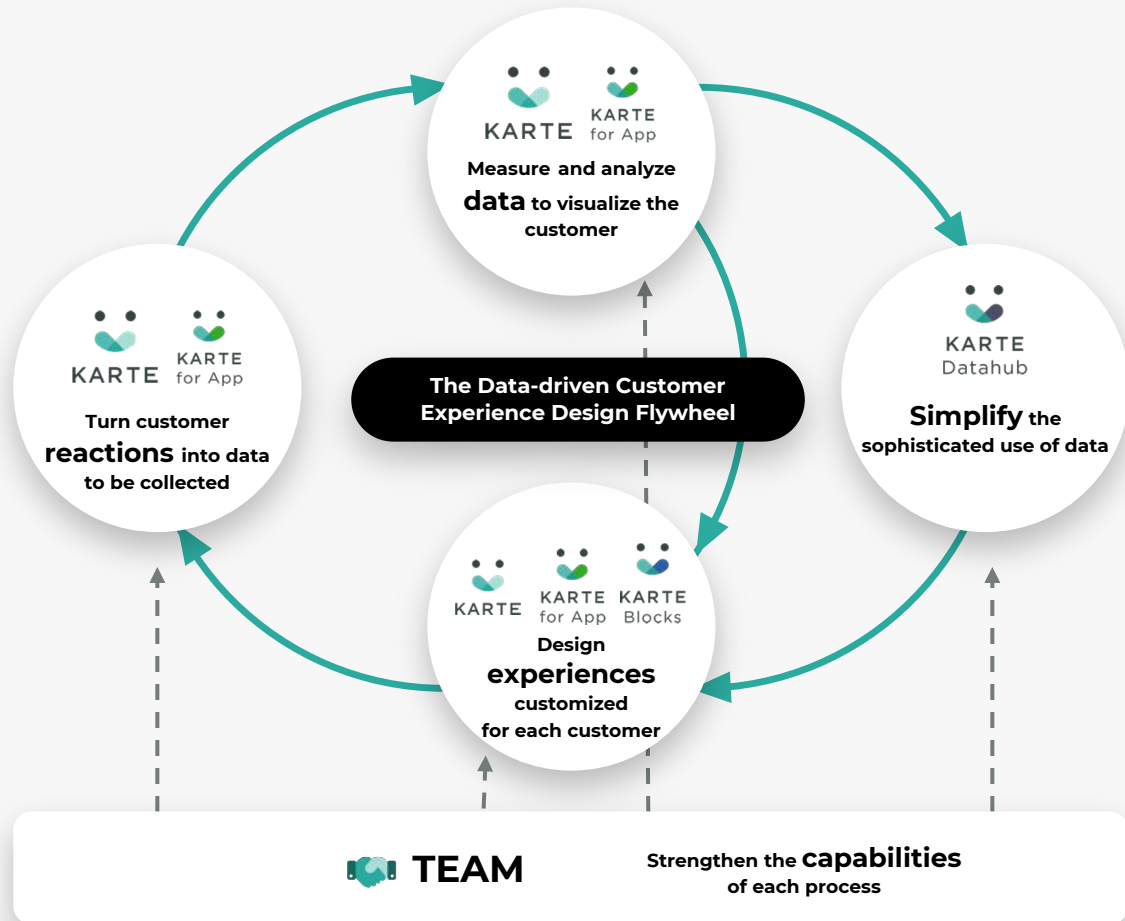 KARTE
KARTE
for App
Measure and analyze
data to visualize the
customer
KARTE
KARTE
for App
Turn customer
reactions into data
to be collected
The Data-driven Customer
Experience Design Flywheel
KARTE
Datahub
Simplify the
sophisticated use of data
KARTE
KARTE
for App
KARTE
Blocks
Design
experiences
customized
for each customer
TEAM
Strengthen the capabilities
of each process